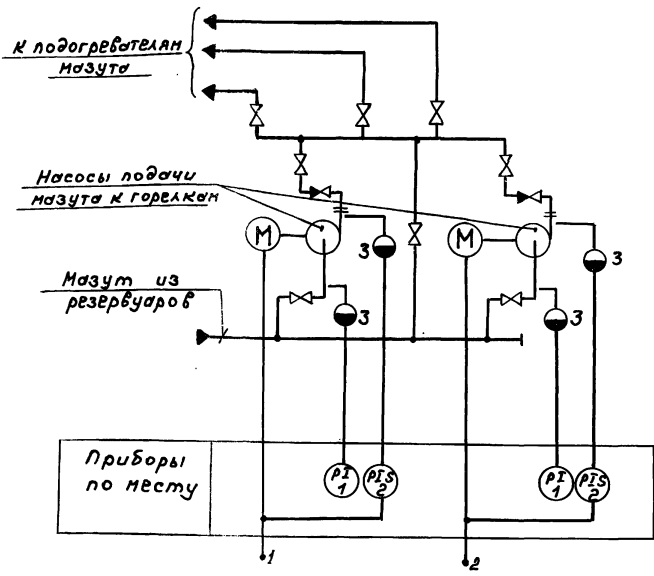 к подогревателям
мазута
Насосы подачи
мазута к горелкам
М
М
3
3
Мазут из
резервуаров
3
3
Приборы
по месту
PI
1
PIS
2
PI
1
PIS
2
1
2